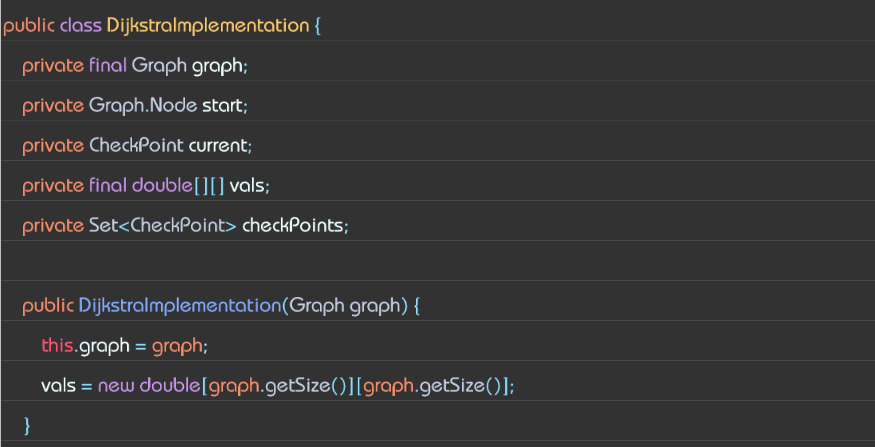 public class DijkstraImplementation {
private final Graph graph;
private Graph.Node start;
private CheckPoint current;
private final double[][] vals;
private Set<CheckPoint> checkPoints;
public DijkstraImplementation(Graph graph) {
this.graph = graph;
vals = new double[graph.getSize()][graph.getSize()];
}